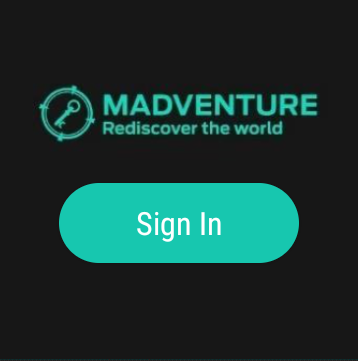 MADVENTURE
Rediscover the world
Sign In